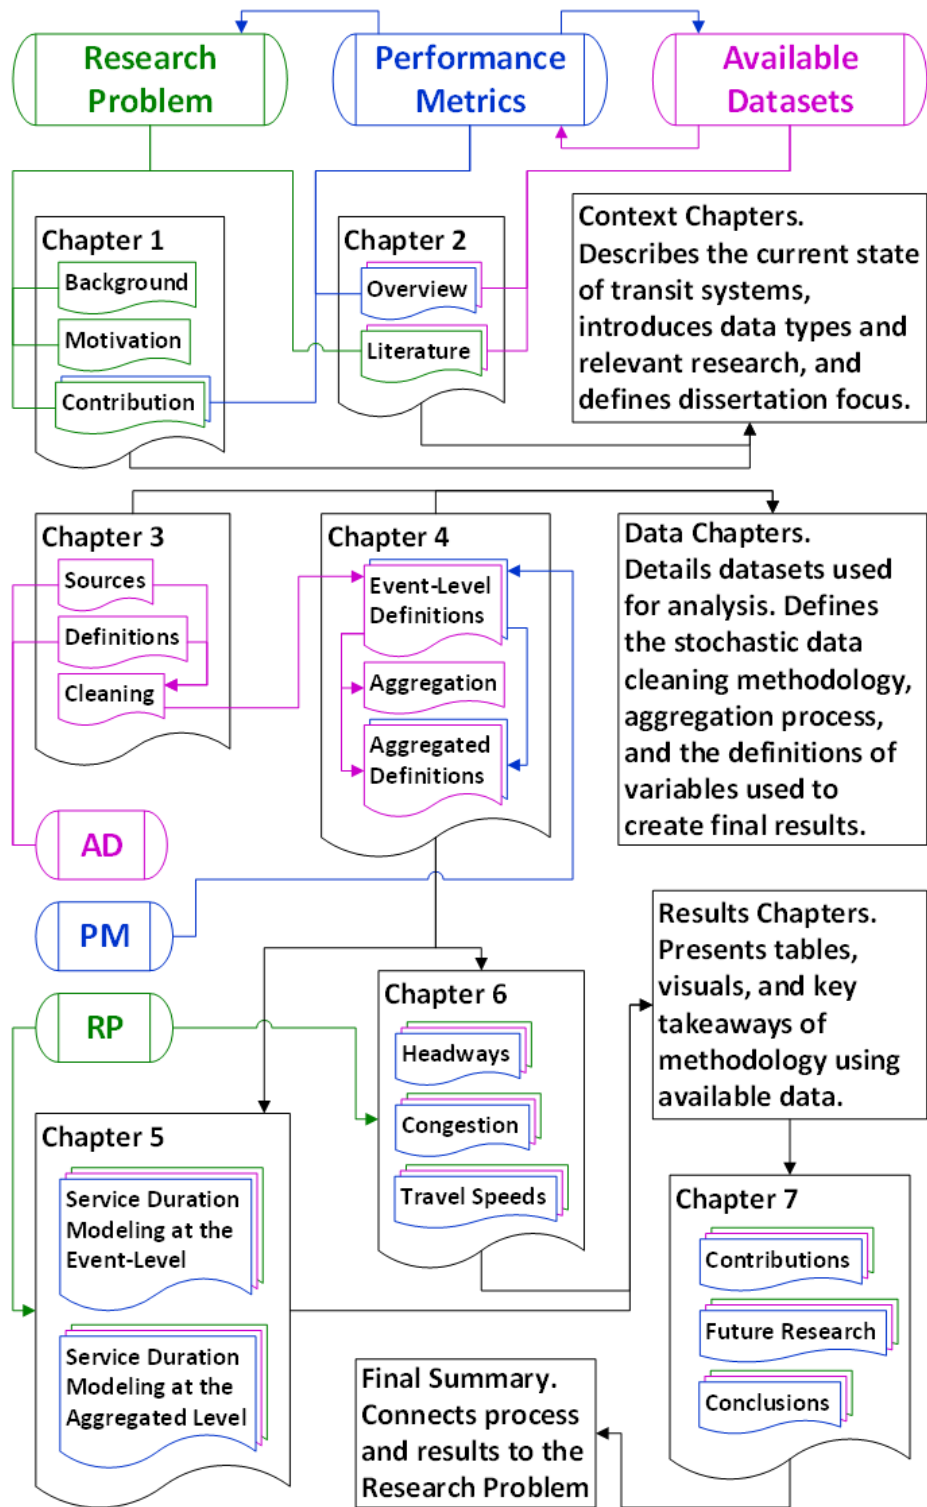 Research
Problem
Performance
Metrics
Available
Datasets
Chapter 1
Background
Motivation
Contribution
Chapter 2
Overview
Literature
Context Chapters.
Describes the current state
of transit systems,
introduces data types and
relevant research, and
defines dissertation focus.
Chapter 3
Sources
Definitions
Cleaning
Chapter 4
Event-Level
Definitions
Aggregation
Aggregated
Definitions
Data Chapters.
Details datasets used
for analysis. Defines
the stochastic data
cleaning methodology,
aggregation process,
and the definitions of
variables used to
create final results.
AD
PM
RP
Chapter 6
Headways
Congestion
Travel Speeds
Results Chapters.
Presents tables,
visuals, and key
takeaways of
methodology using
available data.
Chapter 5
Service Duration
Modeling at the
Event-Level
Service Duration
Modeling at the
Aggregated Level
Chapter 7
Contributions
Future Research
Conclusions
Final Summary.
Connects process
and results to the
Research Problem